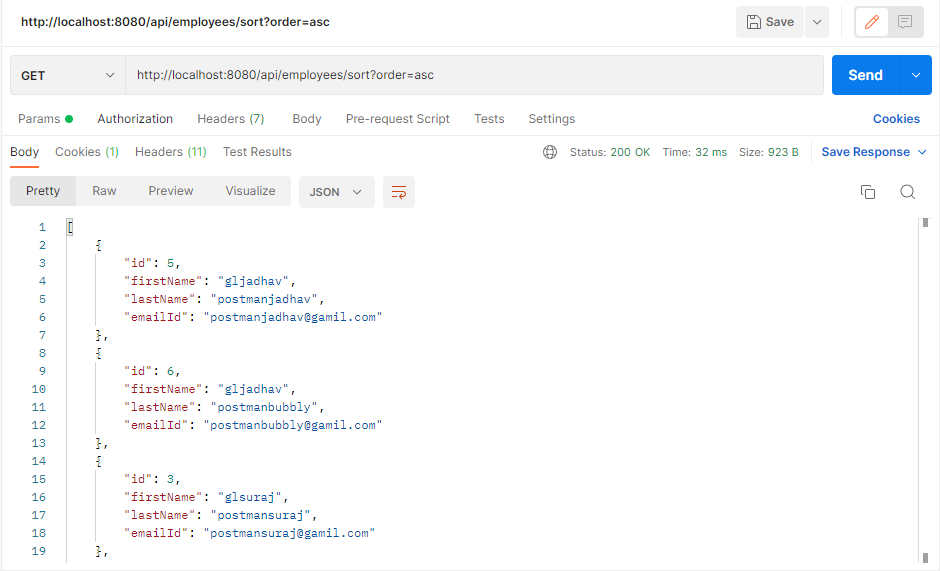 http://localhost:8080/api/employees/sort?order=asc Save
GET http://localhost:8080/api/employees/sort?order=asc Send
Params Authorization Headers (7) Body Pre-request Script Tests Settings Cookies
Body Cookies (1) Headers (11) Test Results Status: 200 OK Time: 32 ms Size: 923 B Save Response
Pretty Raw Preview Visualize JSON
1 [
2 {
3 "id": 5,
4 "firstName": "gljadhav",
5 "lastName": "postmanjadhav",
6 "emailId": "postmanjadhav@gamil.com"
7 },
8 {
9 "id": 6,
10 "firstName": "gljadhav",
11 "lastName": "postmanbubbly",
12 "emailId": "postmanbubbly@gamil.com"
13 },
14 {
15 "id": 3,
16 "firstName": "glsuraj",
17 "lastName": "postmansuraj",
18 "emailId": "postmansuraj@gamil.com"
19 },